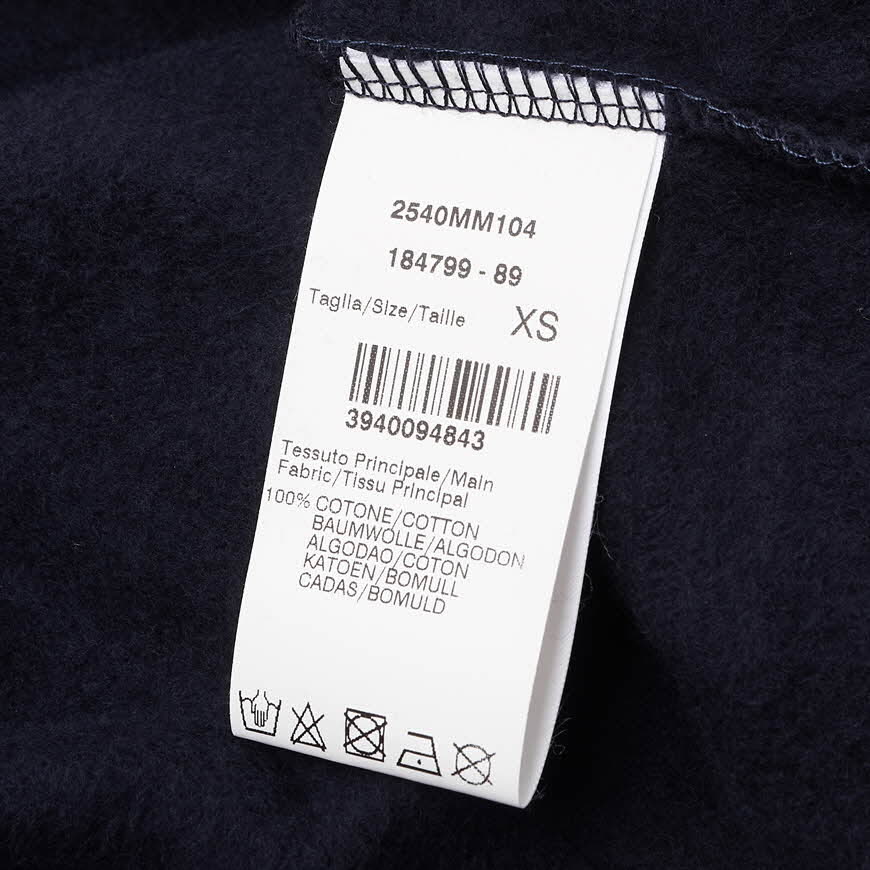 2540MM104
184799 - 89
Taglia/Size/Taille XS
3940094843
Tessuto Principale/Main
Fabric/Tissu Principal
100% COTONE/COTTON
BAUMWOLLE/ALGODON
ALGODAO/COTON
KATOEN/BOMULL
CADAS/BOMULD